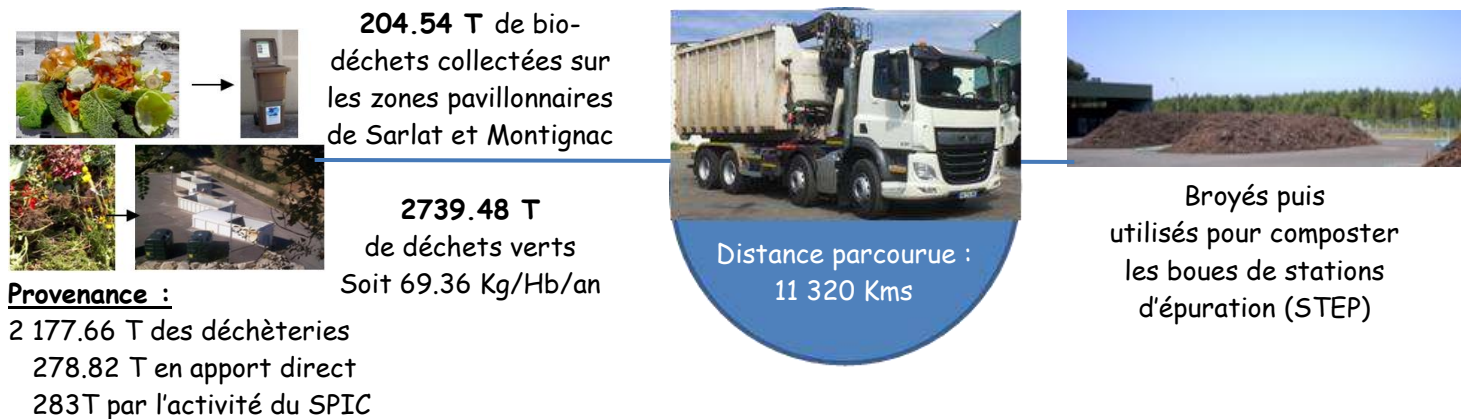 204.54 T de bio-
déchets collectées sur
les zones pavillonnaires
de Sarlat et Montignac
2739.48 T
de déchets verts
Soit 69.36 Kg/Hb/an
Provenance :
2 177.66 T des déchèteries
278.82 T en apport direct
283T par l'activité du SPIC
Distance parcourue :
11 320 Kms
Broyés puis
utilisés pour composter
les boues de stations
d'épuration (STEP)